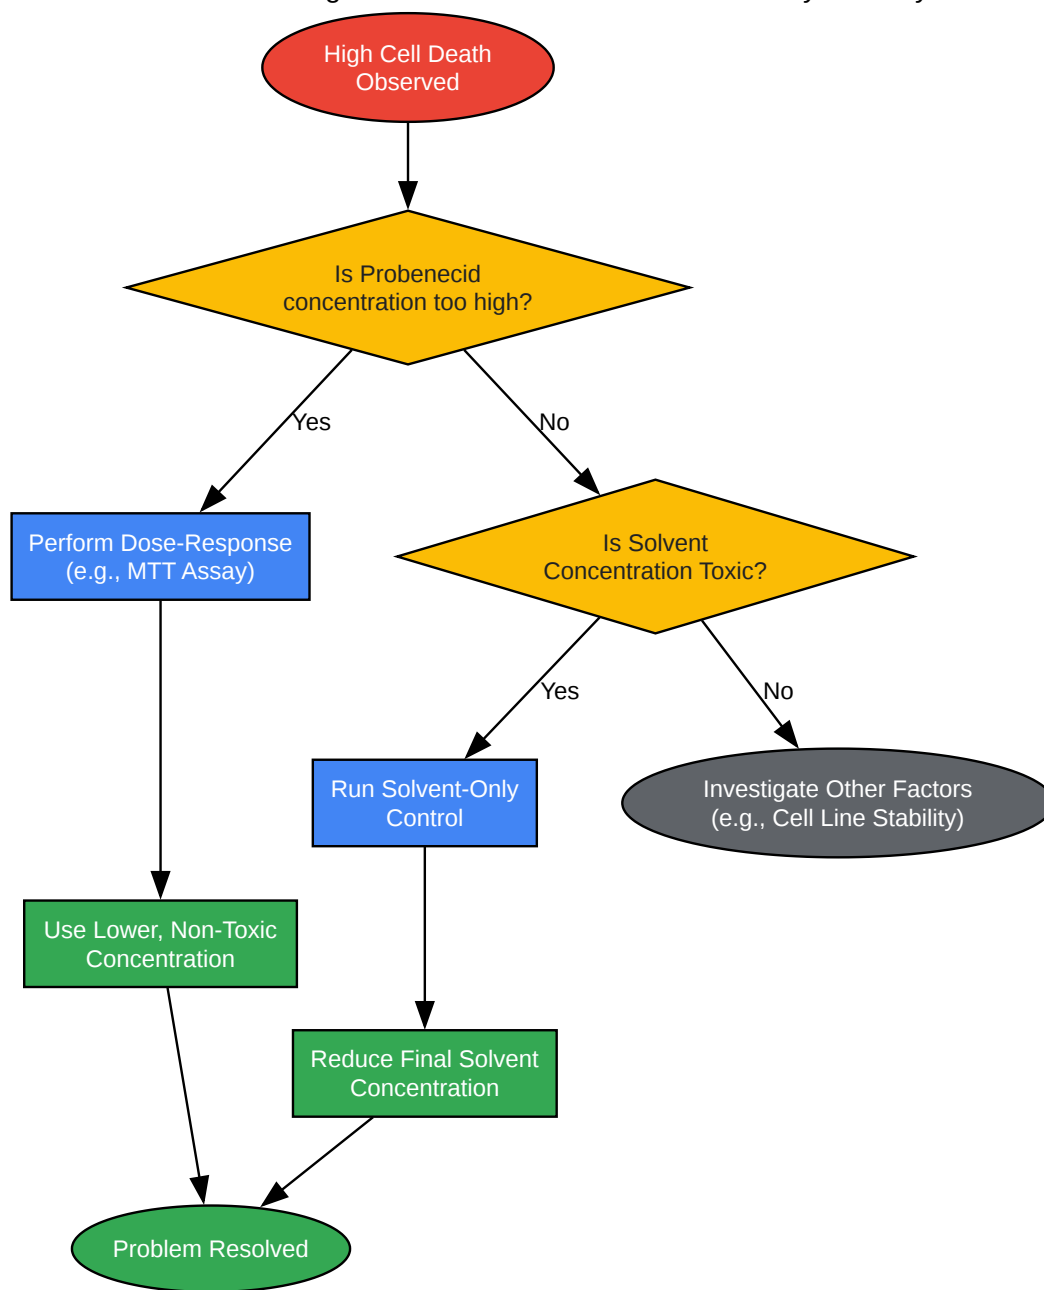 High Cell Death
Observed
Is Probenecid
concentration too high?
Yes
No
Perform Dose-Response
(e.g., MTT Assay)
Is Solvent
Concentration Toxic?
Yes
No
Run Solvent-Only
Control
Investigate Other Factors
(e.g., Cell Line Stability)
Use Lower, Non-Toxic
Concentration
Reduce Final Solvent
Concentration
Problem Resolved